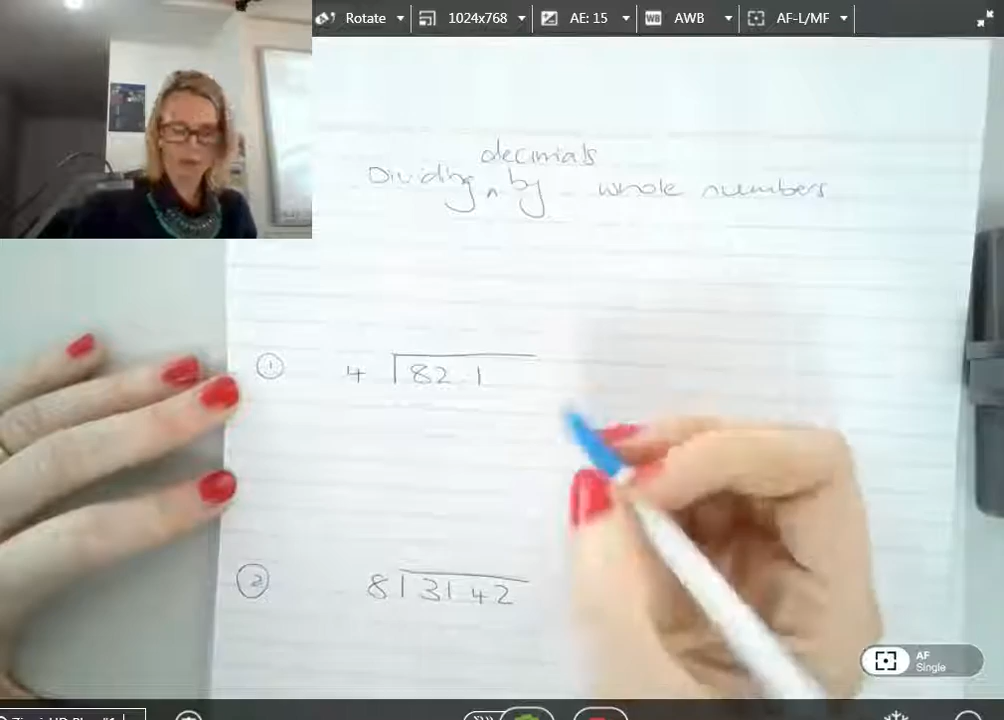 Rotate 1024x768 AE: 15 AWB AF-L/MF
decimals
Dividing ^ by whole numbers
① 4 82.1
② 8 31 42
AF
Single